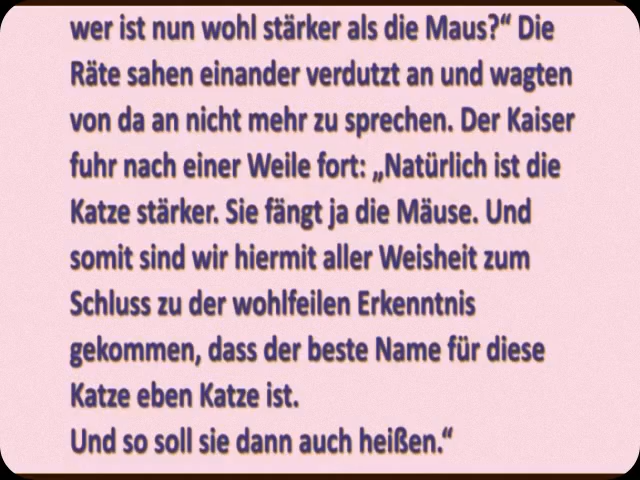 wer ist nun wohl stärker als die Maus?“ Die
Räte sahen einander verdutzt an und wagten
von da an nicht mehr zu sprechen. Der Kaiser
fuhr nach einer Weile fort: „Natürlich ist die
Katze stärker. Sie fängt ja die Mäuse. Und
somit sind wir hiermit aller Weisheit zum
Schluss zu der wohlfeilen Erkenntnis
gekommen, dass der beste Name für diese
Katze eben Katze ist.
Und so soll sie dann auch heißen.“